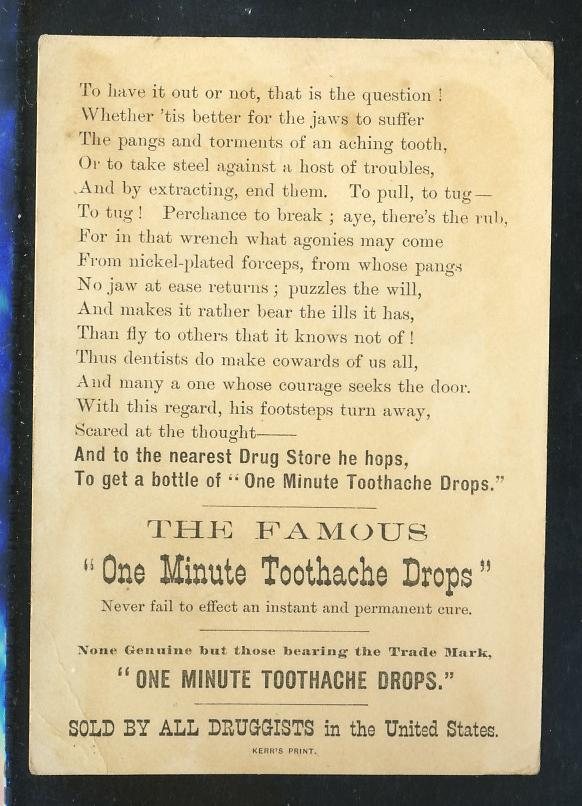 To have it out or not, that is the question !
Whether 'tis better for the jaws to suffer
The pangs and torments of an aching tooth,
Or to take steel against a host of troubles,
And by extracting, end them. To pull, to tug—
To tug ! Perchance to break ; aye, there's the rub,
For in that wrench what agonies may come
From nickel-plated forceps, from whose pangs
No jaw at ease returns ; puzzles the will,
And makes it rather bear the ills it has,
Than fly to others that it knows not of !
Thus dentists do make cowards of us all,
And many a one whose courage seeks the door.
With this regard, his footsteps turn away,
Scared at the thought——
And to the nearest Drug Store he hops,
To get a bottle of “ One Minute Toothache Drops.”
THE FAMOUS
“One Minute Toothache Drops”
Never fail to effect an instant and permanent cure.
None Genuine but those bearing the Trade Mark,
“ONE MINUTE TOOTHACHE DROPS.”
SOLD BY ALL DRUGGISTS in the United States.
KERR'S PRINT.